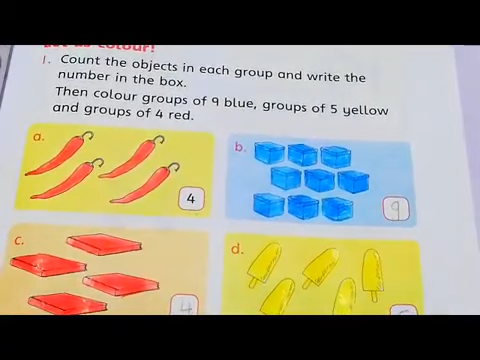 1. Count the objects in each group and write the
number in the box.
Then colour groups of 9 blue, groups of 5 yellow
and groups of 4 red.
a.
4
b.
9
c.
4
d.